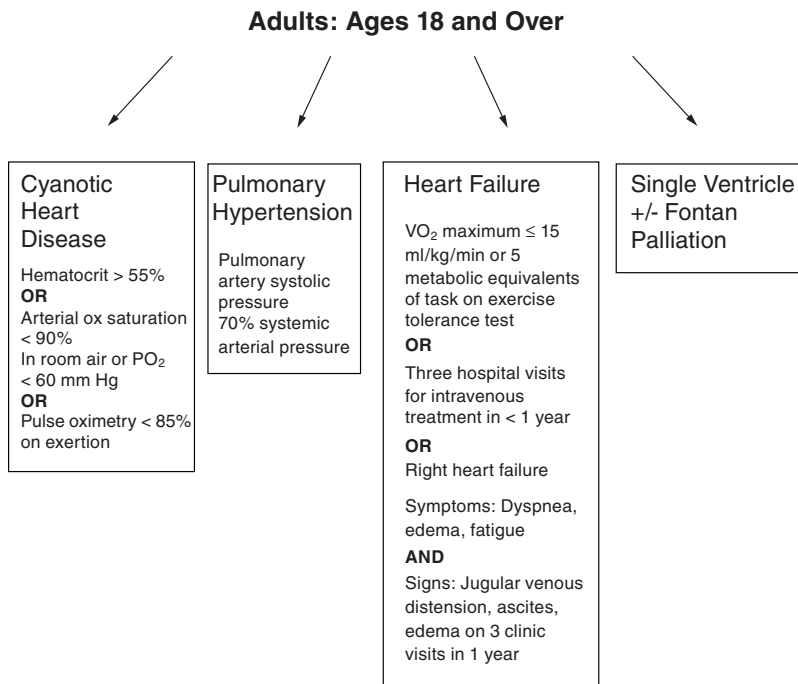 Adults: Ages 18 and Over
Cyanotic
Heart
Disease
Hematocrit > 55%
OR
Arterial ox saturation
< 90%
In room air or PO₂
< 60 mm Hg
OR
Pulse oximetry < 85%
on exertion
Pulmonary
Hypertension
Pulmonary
artery systolic
pressure
70% systemic
arterial pressure
Heart Failure
VO₂ maximum ≤ 15
ml/kg/min or 5
metabolic equivalents
of task on exercise
tolerance test
OR
Three hospital visits
for intravenous
treatment in < 1 year
OR
Right heart failure
Symptoms: Dyspnea,
edema, fatigue
AND
Signs: Jugular venous
distension, ascites,
edema on 3 clinic
visits in 1 year
Single Ventricle
+/- Fontan
Palliation